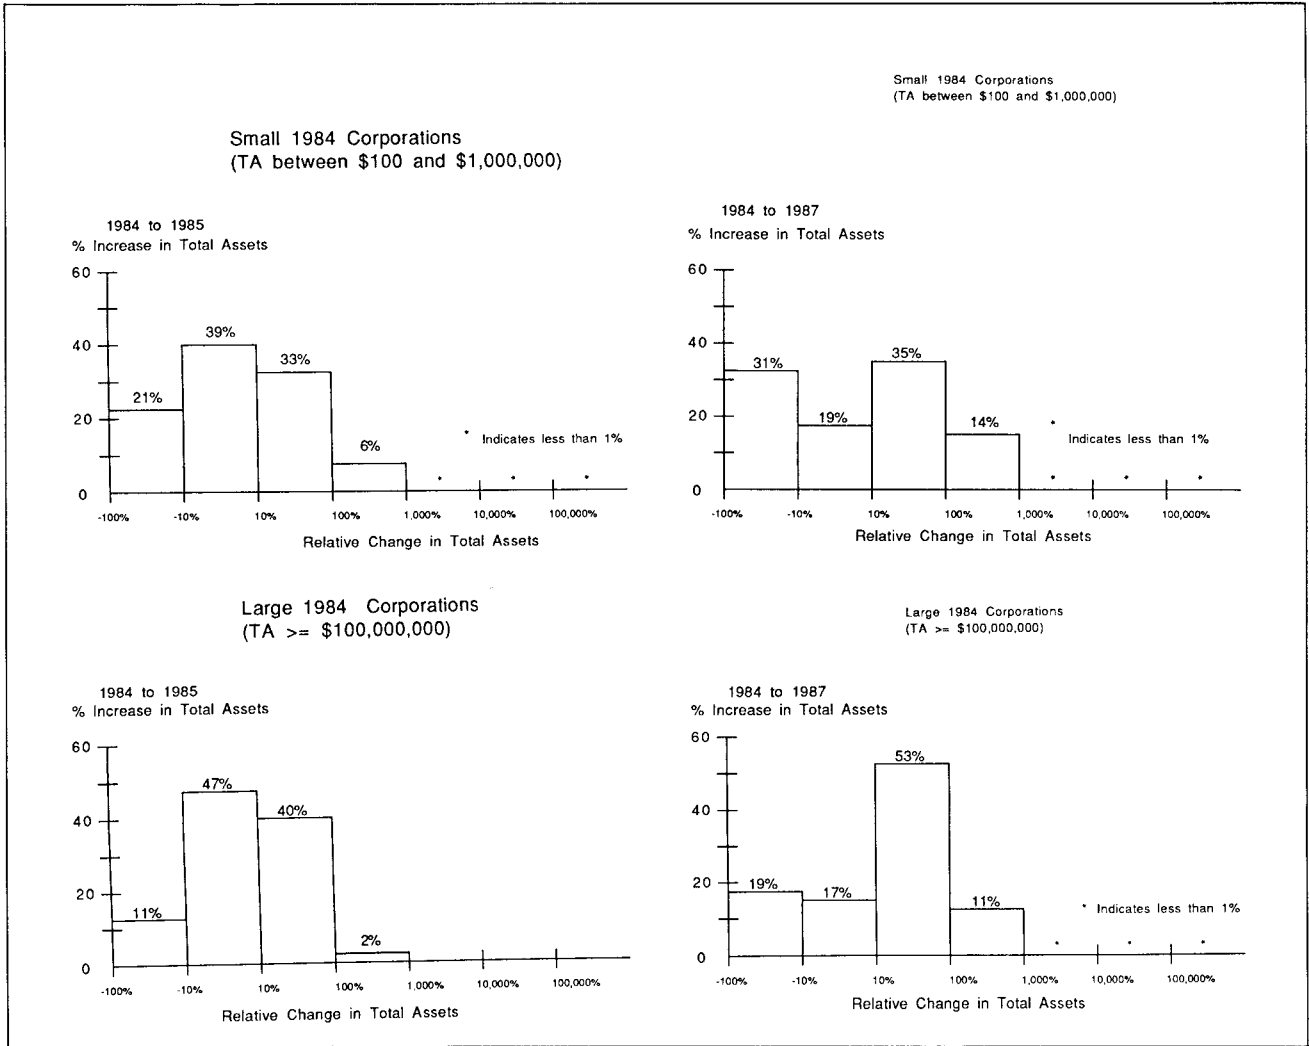 Small 1984 Corporations
(TA between $100 and $1,000,000)
1984 to 1985
% Increase in Total Assets
60
40
20
0
21%
39%
33%
6%
* Indicates less than 1%
* * *
-100% -10% 10% 100% 1,000% 10,000% 100,000%
Relative Change in Total Assets
Small 1984 Corporations
(TA between $100 and $1,000,000)
1984 to 1987
% Increase in Total Assets
60
40
20
0
31%
19%
35%
14%
* Indicates less than 1%
* * *
-100% -10% 10% 100% 1,000% 10,000% 100,000%
Relative Change in Total Assets
Large 1984 Corporations
(TA >= $100,000,000)
1984 to 1985
% Increase in Total Assets
60
40
20
0
11%
47%
40%
2%
-100% -10% 10% 100% 1,000% 10,000% 100,000%
Relative Change in Total Assets
Large 1984 Corporations
(TA >= $100,000,000)
1984 to 1987
% Increase in Total Assets
60
40
20
0
19%
17%
53%
11%
* Indicates less than 1%
* * *
-100% -10% 10% 100% 1,000% 10,000% 100,000%
Relative Change in Total Assets